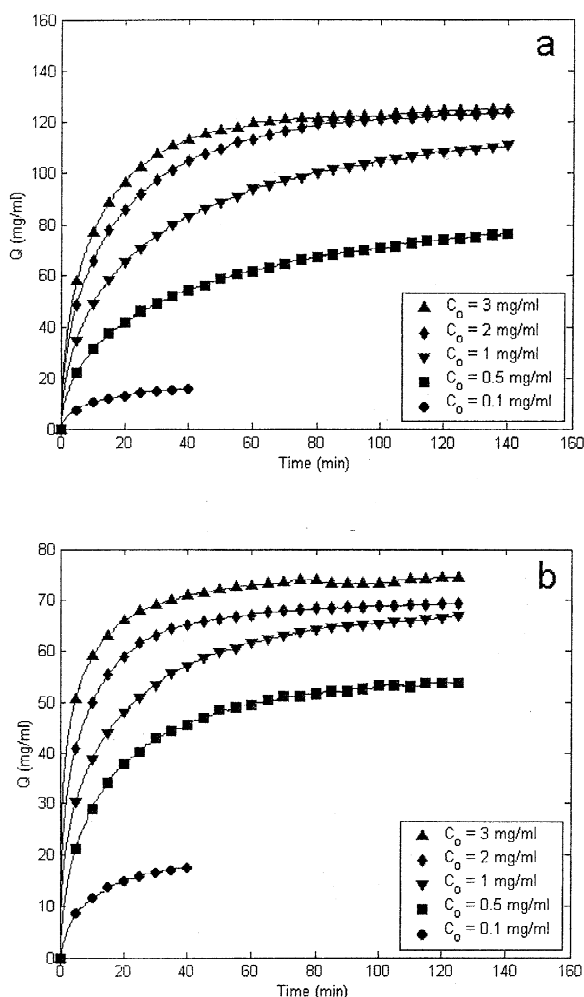 160
a
140
120
100
80
60
40
20
0
Q (mg/ml)
C₀ = 3 mg/ml
C₀ = 2 mg/ml
C₀ = 1 mg/ml
C₀ = 0.5 mg/ml
C₀ = 0.1 mg/ml
0 20 40 60 80 100 120 140 160
Time (min)
80
b
70
60
50
40
30
20
10
0
Q (mg/ml)
C₀ = 3 mg/ml
C₀ = 2 mg/ml
C₀ = 1 mg/ml
C₀ = 0.5 mg/ml
C₀ = 0.1 mg/ml
0 20 40 60 80 100 120 140 160
Time (min)